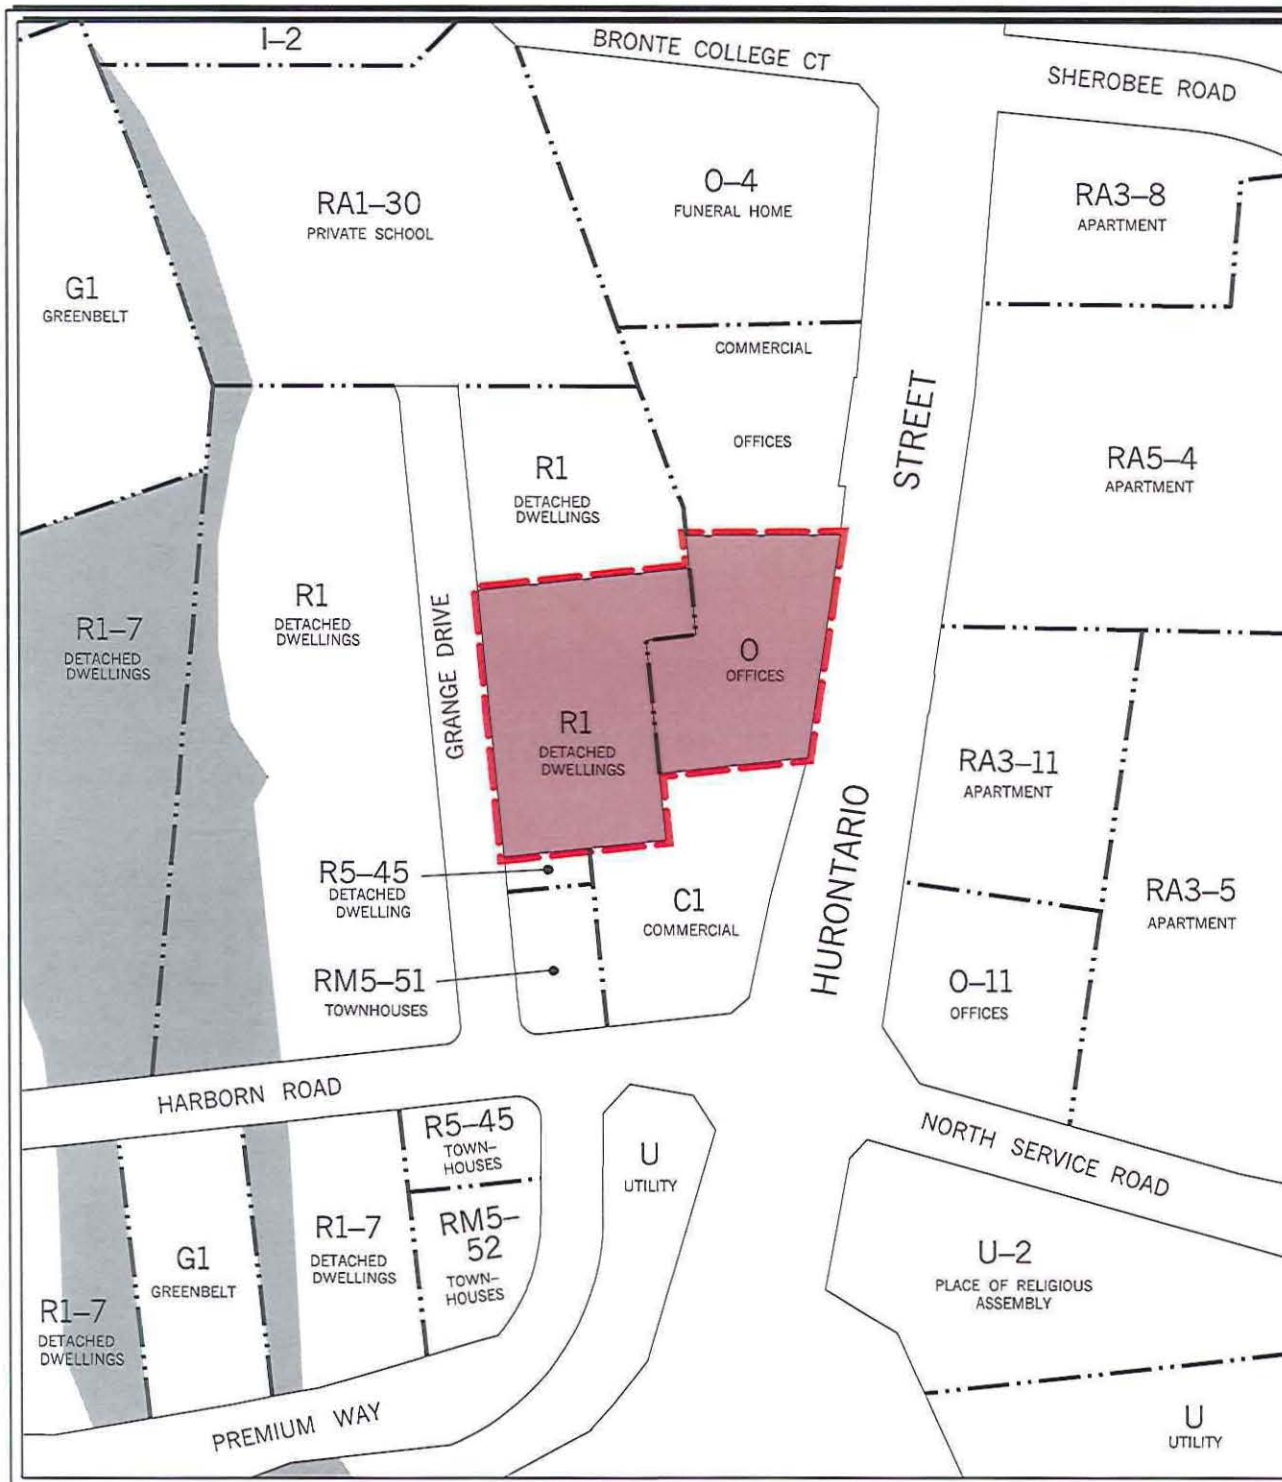 I-2
BRONTE COLLEGE CT
SHEROBEE ROAD
RA1-30
PRIVATE SCHOOL
O-4
FUNERAL HOME
RA3-8
APARTMENT
G1
GREENBELT
COMMERCIAL
OFFICES
STREET
RA5-4
APARTMENT
R1
DETACHED
DWELLINGS
R1
DETACHED
DWELLINGS
R1-7
DETACHED
DWELLINGS
GRANGE DRIVE
O
OFFICES
R1
DETACHED
DWELLINGS
RA3-11
APARTMENT
HURONTARIO
R5-45
DETACHED
DWELLING
C1
COMMERCIAL
RA3-5
APARTMENT
RM5-51
TOWNHOUSES
O-11
OFFICES
HARBORN ROAD
R5-45
TOWN-
HOUSES
U
UTILITY
NORTH SERVICE ROAD
R1-7
DETACHED
DWELLINGS
RM5-
52
TOWN-
HOUSES
G1
GREENBELT
U-2
PLACE OF RELIGIOUS
ASSEMBLY
R1-7
DETACHED
DWELLINGS
PREMIUM WAY
U
UTILITY